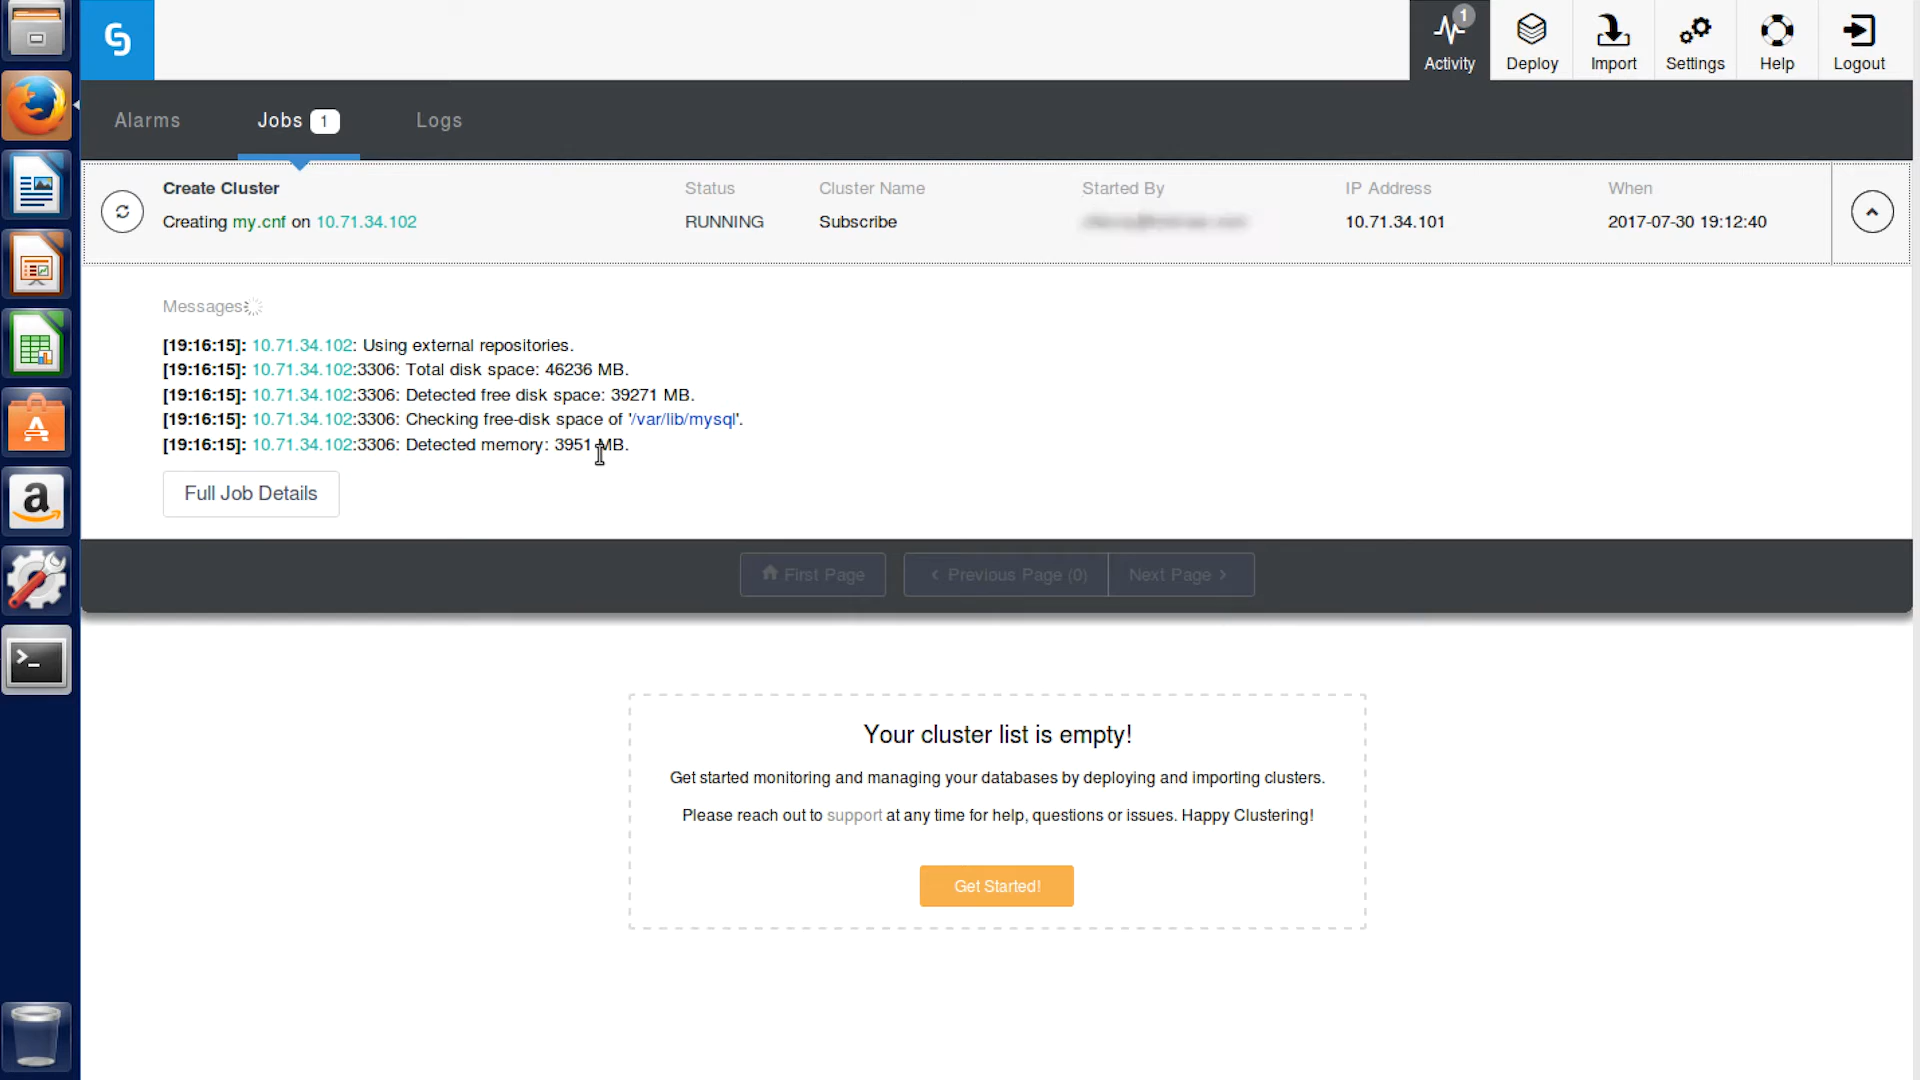 1
Activity
Deploy
Import
Settings
Help
Logout
Alarms
Jobs 1
Logs
Create Cluster
Status
Cluster Name
Started By
IP Address
When
Creating my.cnf on 10.71.34.102
RUNNING
Subscribe
10.71.34.101
2017-07-30 19:12:40
Messages
[19:16:15]: 10.71.34.102: Using external repositories.
[19:16:15]: 10.71.34.102:3306: Total disk space: 46236 MB.
[19:16:15]: 10.71.34.102:3306: Detected free disk space: 39271 MB.
[19:16:15]: 10.71.34.102:3306: Checking free-disk space of '/var/lib/mysql'.
[19:16:15]: 10.71.34.102:3306: Detected memory: 3951 MB.
Full Job Details
First Page
‹ Previous Page (0)
Next Page ›
Your cluster list is empty!
Get started monitoring and managing your databases by deploying and importing clusters.
Please reach out to support at any time for help, questions or issues. Happy Clustering!
Get Started!